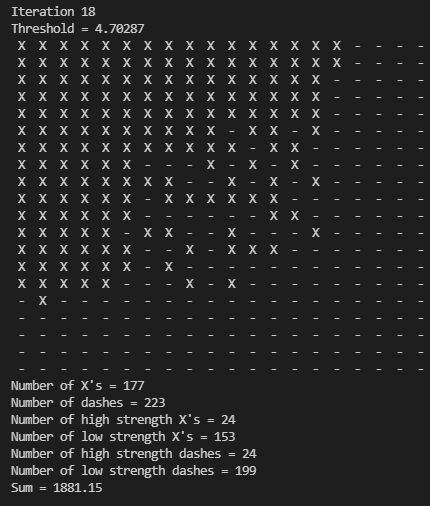 Iteration 18
Threshold = 4.70287
X X X X X X X X X X X X X X X X - - - -
X X X X X X X X X X X X X X X X - - - -
X X X X X X X X X X X X X X X - - - - -
X X X X X X X X X X X X X X X - - - - -
X X X X X X X X X X X X X X X - - - - -
X X X X X X X X X X - X X - X - - - - -
X X X X X X X X X X X - X X - - - - - -
X X X X X X - - - X - X - X - - - - - -
X X X X X X X X - - X - X - X - - - - -
X X X X X X - X X X X X X - - - - - - -
X X X X X X - - - - - - X X - - - - - -
X X X X X - X X - - X - - - X - - - - -
X X X X X X - - X - X X X - - - - - - -
X X X X X X - X - - - - - - - - - - - -
X X X X X - - - X - X - - - - - - - - -
- X - - - - - - - - - - - - - - - - - -
- - - - - - - - - - - - - - - - - - - -
- - - - - - - - - - - - - - - - - - - -
- - - - - - - - - - - - - - - - - - - -
- - - - - - - - - - - - - - - - - - - -
Number of X's = 177
Number of dashes = 223
Number of high strength X's = 24
Number of low strength X's = 153
Number of high strength dashes = 24
Number of low strength dashes = 199
Sum = 1881.15